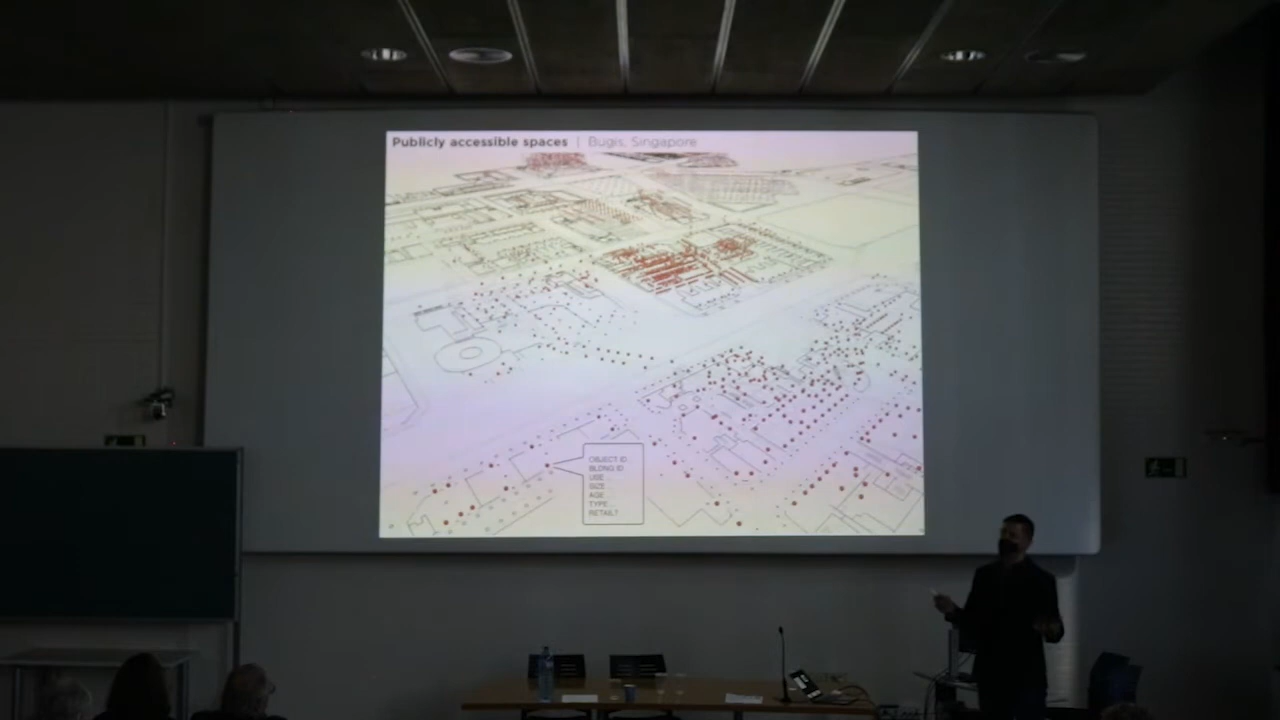 Publicly accessible spaces | Bugis, Singapore
OBJECT ID
BLDNG ID
USE
SIZE
AGE
TYPE
RETAIL?